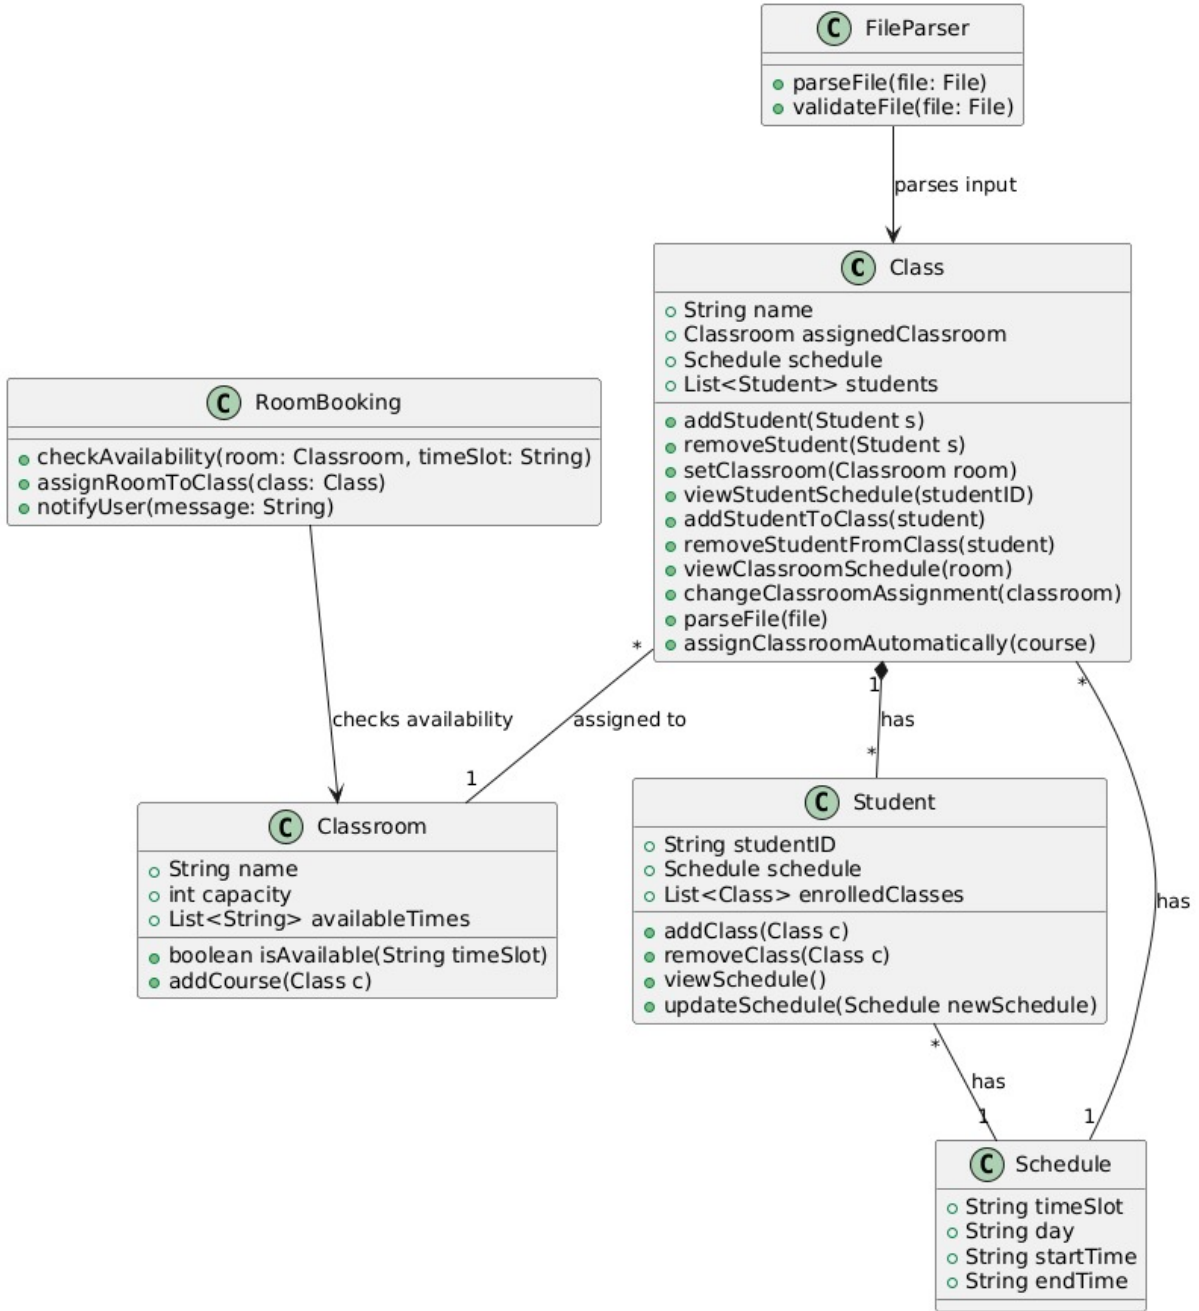 C FileParser
parseFile(file: File)
validateFile(file: File)
parses input
C Class
String name
Classroom assignedClassroom
Schedule schedule
List<Student> students
addStudent(Student s)
removeStudent(Student s)
setClassroom(Classroom room)
viewStudentSchedule(studentID)
addStudentToClass(student)
removeStudentFromClass(student)
viewClassroomSchedule(room)
changeClassroomAssignment(classroom)
parseFile(file)
assignClassroomAutomatically(course)
C RoomBooking
checkAvailability(room: Classroom, timeSlot: String)
assignRoomToClass(class: Class)
notifyUser(message: String)
checks availability
*
assigned to
1
1
has
*
*
has
1
C Classroom
String name
int capacity
List<String> availableTimes
boolean isAvailable(String timeSlot)
addCourse(Class c)
C Student
String studentID
Schedule schedule
List<Class> enrolledClasses
addClass(Class c)
removeClass(Class c)
viewSchedule()
updateSchedule(Schedule newSchedule)
*
has
1
C Schedule
String timeSlot
String day
String startTime
String endTime